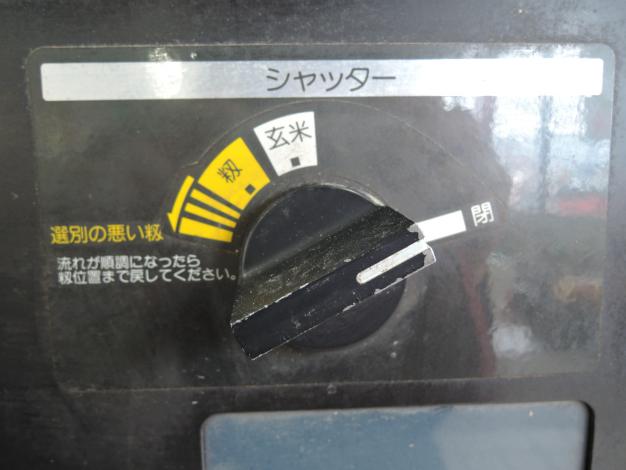 シャッター
玄米
籾
閉
選別の悪い籾
流れが順調になったら
籾位置まで戻してください。